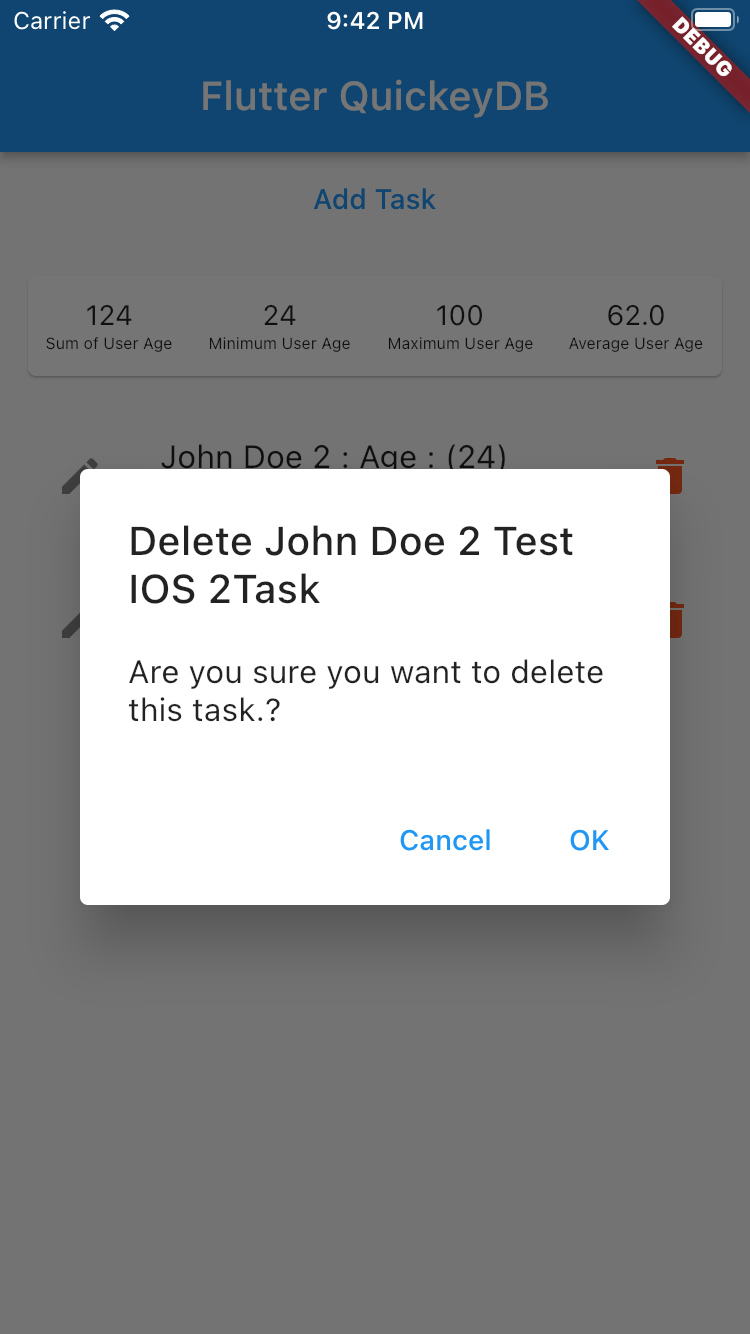 Carrier 9:42 PM
DEBUG
Flutter QuickeyDB
Add Task
124 24 100 62.0
Sum of User Age Minimum User Age Maximum User Age Average User Age
John Doe 2 : Age : (24)
Delete John Doe 2 Test
IOS 2Task
Are you sure you want to delete
this task.?
Cancel OK